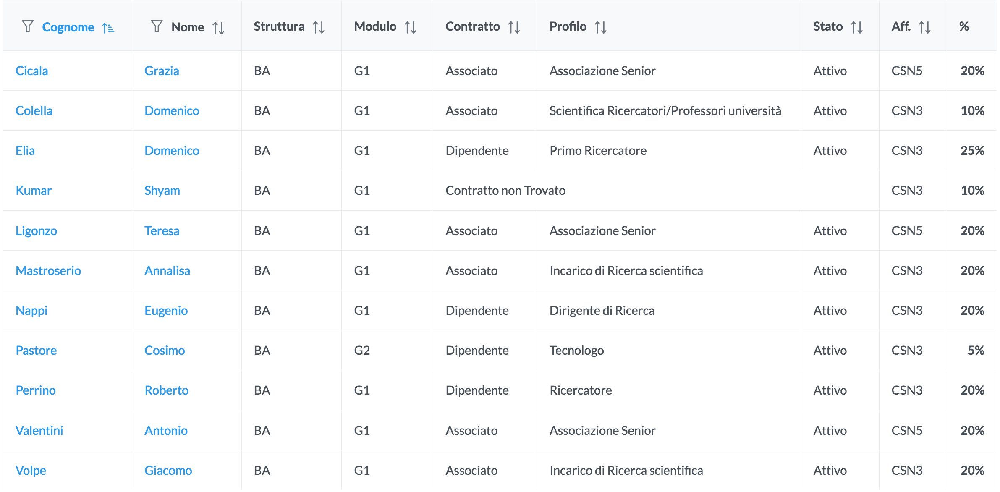 Cognome Nome Struttura Modulo Contratto Profilo Stato Aff. %
Cicala Grazia BA G1 Associato Associazione Senior Attivo CSN5 20%
Colella Domenico BA G1 Associato Scientifica Ricercatori/Professori università Attivo CSN3 10%
Elia Domenico BA G1 Dipendente Primo Ricercatore Attivo CSN3 25%
Kumar Shyam BA G1 Contratto non Trovato CSN3 10%
Ligonzo Teresa BA G1 Associato Associazione Senior Attivo CSN5 20%
Mastroserio Annalisa BA G1 Associato Incarico di Ricerca scientifica Attivo CSN3 20%
Nappi Eugenio BA G1 Dipendente Dirigente di Ricerca Attivo CSN3 20%
Pastore Cosimo BA G2 Dipendente Tecnologo Attivo CSN3 5%
Perrino Roberto BA G1 Dipendente Ricercatore Attivo CSN3 20%
Valentini Antonio BA G1 Associato Associazione Senior Attivo CSN5 20%
Volpe Giacomo BA G1 Associato Incarico di Ricerca scientifica Attivo CSN3 20%